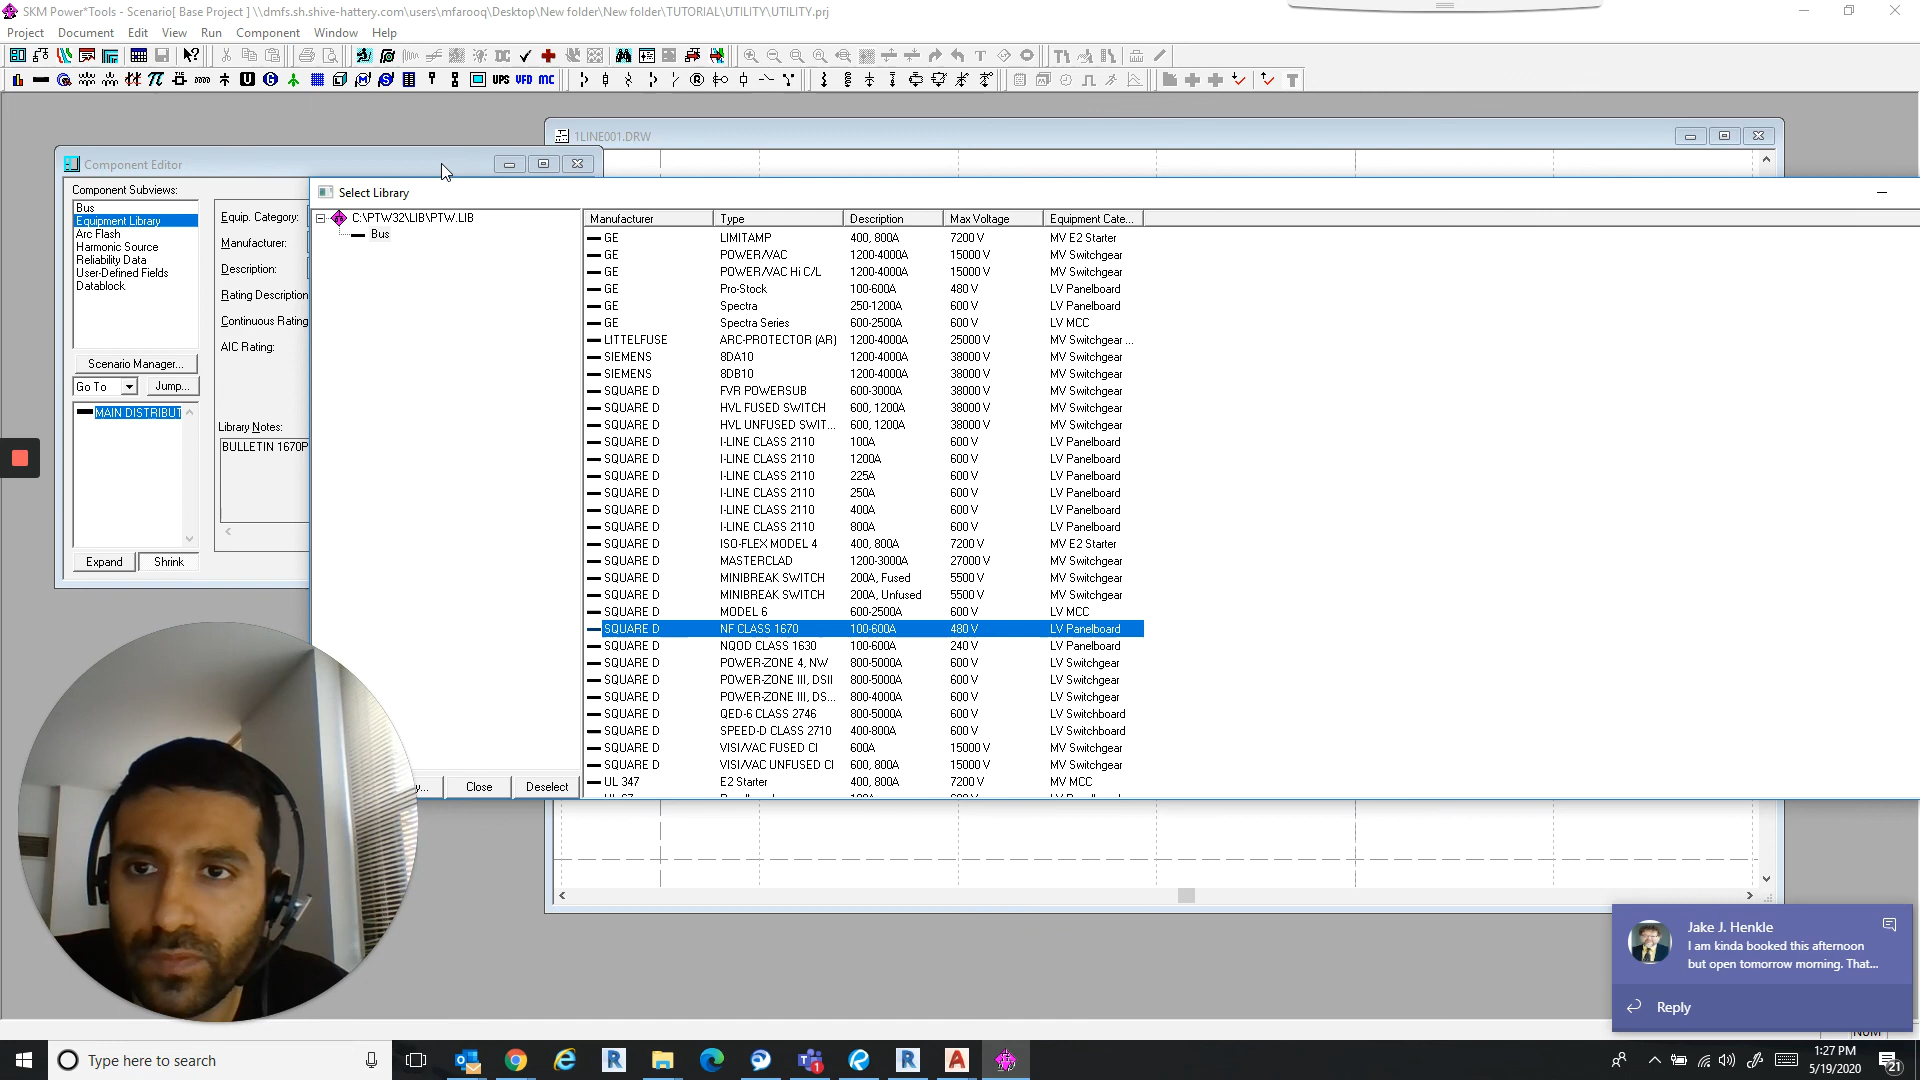 SKM Power*Tools - Scenario[ Base Project ] \\dmfs.sh.shive-hattery.com\users\mfarooq\Desktop\New folder\New folder\TUTORIAL\UTILITY\UTILITY.prj
Project Document Edit View Run Component Window Help
UPS VFD MC
1LINE001.DRW
Component Editor
Component Subviews:
Bus
Equipment Library
Arc Flash
Harmonic Source
Reliability Data
User-Defined Fields
Datablock
Scenario Manager...
Go To Jump...
MAIN DISTRIBUT
Expand Shrink
Equip. Category:
Manufacturer:
Description:
Rating Description
Continuous Rating
AIC Rating:
Library Notes:
BULLETIN 1670P
Select Library
C:\PTW32\LIB\PTW.LIB
Bus
Close Deselect
Manufacturer Type Description Max Voltage Equipment Cate...
GE LIMITAMP 400, 800A 7200 V MV E2 Starter
GE POWER/VAC 1200-4000A 15000 V MV Switchgear
GE POWER/VAC Hi C/L 1200-4000A 15000 V MV Switchgear
GE Pro-Stock 100-600A 480 V LV Panelboard
GE Spectra 250-1200A 600 V LV Panelboard
GE Spectra Series 600-2500A 600 V LV MCC
LITTELFUSE ARC-PROTECTOR (AR) 1200-4000A 25000 V MV Switchgear ...
SIEMENS 8DA10 1200-4000A 38000 V MV Switchgear
SIEMENS 8DB10 1200-4000A 38000 V MV Switchgear
SQUARE D FVR POWERSUB 600-3000A 38000 V MV Switchgear
SQUARE D HVL FUSED SWITCH 600, 1200A 38000 V MV Switchgear
SQUARE D HVL UNFUSED SWIT... 600, 1200A 38000 V MV Switchgear
SQUARE D I-LINE CLASS 2110 100A 600 V LV Panelboard
SQUARE D I-LINE CLASS 2110 1200A 600 V LV Panelboard
SQUARE D I-LINE CLASS 2110 225A 600 V LV Panelboard
SQUARE D I-LINE CLASS 2110 250A 600 V LV Panelboard
SQUARE D I-LINE CLASS 2110 400A 600 V LV Panelboard
SQUARE D I-LINE CLASS 2110 800A 600 V LV Panelboard
SQUARE D ISO-FLEX MODEL 4 400, 800A 7200 V MV E2 Starter
SQUARE D MASTERCLAD 1200-3000A 27000 V MV Switchgear
SQUARE D MINIBREAK SWITCH 200A, Fused 5500 V MV Switchgear
SQUARE D MINIBREAK SWITCH 200A, Unfused 5500 V MV Switchgear
SQUARE D MODEL 6 600-2500A 600 V LV MCC
SQUARE D NF CLASS 1670 100-600A 480 V LV Panelboard
SQUARE D NQOD CLASS 1630 100-600A 240 V LV Panelboard
SQUARE D POWER-ZONE 4, NW 800-5000A 600 V LV Switchgear
SQUARE D POWER-ZONE III, DSII 800-5000A 600 V LV Switchgear
SQUARE D POWER-ZONE III, DS... 800-4000A 600 V LV Switchgear
SQUARE D QED-6 CLASS 2746 800-5000A 600 V LV Switchboard
SQUARE D SPEED-D CLASS 2710 400-800A 600 V LV Switchboard
SQUARE D VISI/VAC FUSED CI 600A 15000 V MV Switchgear
SQUARE D VISI/VAC UNFUSED CI 600, 800A 15000 V MV Switchgear
UL 347 E2 Starter 400, 800A 7200 V MV MCC
Jake J. Henkle
I am kinda booked this afternoon
but open tomorrow morning. That...
Reply
NUM
Type here to search
1:27 PM
5/19/2020
21